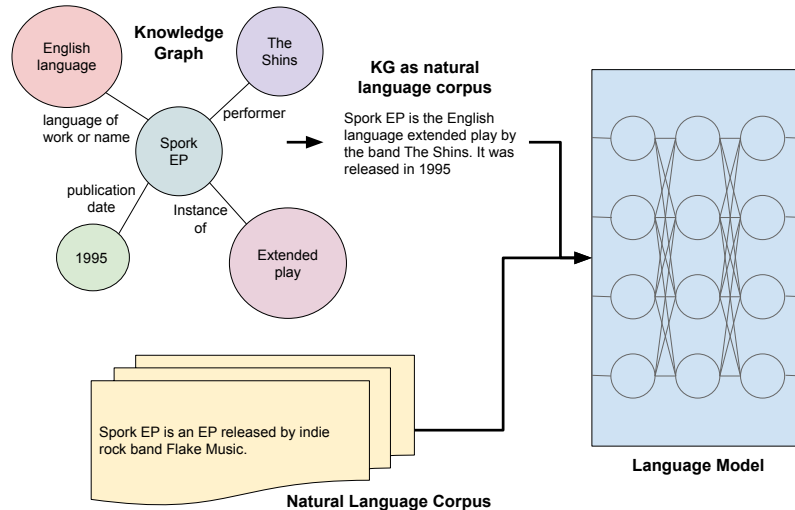 Knowledge
Graph
English
language
The
Shins
language of
work or name
performer
Spork
EP
publication
date
Instance
of
1995
Extended
play
KG as natural
language corpus
Spork EP is the English
language extended play by
the band The Shins. It was
released in 1995
Spork EP is an EP released by indie
rock band Flake Music.
Natural Language Corpus
Language Model